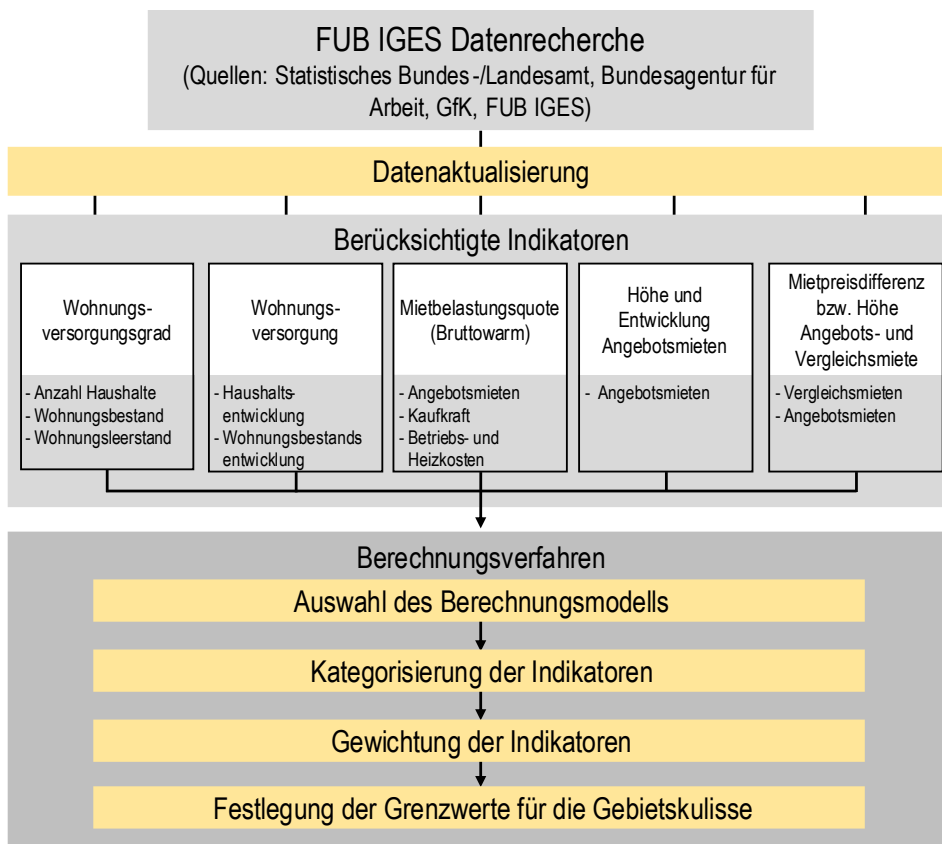 FUB IGES Datenrecherche
(Quellen: Statistisches Bundes-/Landesamt, Bundesagentur für
Arbeit, GfK, FUB IGES)
Datenaktualisierung
Berücksichtigte Indikatoren
Wohnungs-
versorgungsgrad
- Anzahl Haushalte
- Wohnungsbestand
- Wohnungsleerstand
Wohnungs-
versorgung
- Haushalts-
entwicklung
- Wohnungsbestands
entwicklung
Mietbelastungsquote
(Bruttowarm)
- Angebotsmieten
- Kaufkraft
- Betriebs- und
Heizkosten
Höhe und
Entwicklung
Angebotsmieten
- Angebotsmieten
Mietpreisdifferenz
bzw. Höhe
Angebots- und
Vergleichsmiete
- Vergleichsmieten
- Angebotsmieten
Berechnungsverfahren
Auswahl des Berechnungsmodells
Kategorisierung der Indikatoren
Gewichtung der Indikatoren
Festlegung der Grenzwerte für die Gebietskulisse